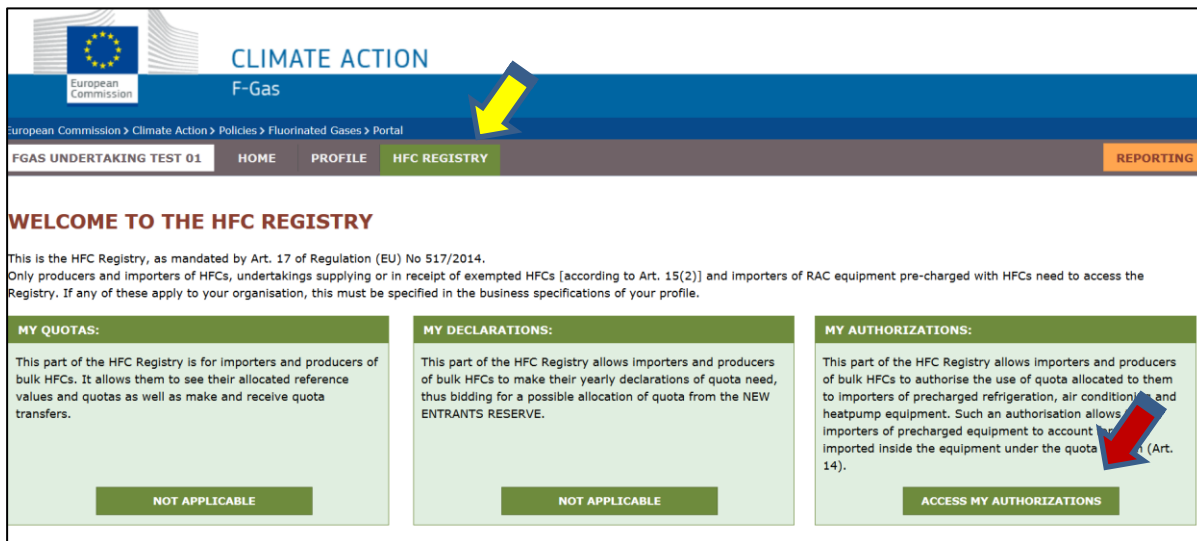 European
Commission
CLIMATE ACTION
F-Gas
European Commission > Climate Action > Policies > Fluorinated Gases > Portal
FGAS UNDERTAKING TEST 01 HOME PROFILE HFC REGISTRY REPORTING
WELCOME TO THE HFC REGISTRY
This is the HFC Registry, as mandated by Art. 17 of Regulation (EU) No 517/2014.
Only producers and importers of HFCs, undertakings supplying or in receipt of exempted HFCs [according to Art. 15(2)] and importers of RAC equipment pre-charged with HFCs need to access the
Registry. If any of these apply to your organisation, this must be specified in the business specifications of your profile.
MY QUOTAS:
This part of the HFC Registry is for importers and producers of
bulk HFCs. It allows them to see their allocated reference
values and quotas as well as make and receive quota
transfers.
NOT APPLICABLE
MY DECLARATIONS:
This part of the HFC Registry allows importers and producers
of bulk HFCs to make their yearly declarations of quota need,
thus bidding for a possible allocation of quota from the NEW
ENTRANTS RESERVE.
NOT APPLICABLE
MY AUTHORIZATIONS:
This part of the HFC Registry allows importers and producers
of bulk HFCs to authorise the use of quota allocated to them
to importers of precharged refrigeration, air conditioning and
heatpump equipment. Such an authorisation allows
importers of precharged equipment to account
imported inside the equipment under the quota (Art.
14).
ACCESS MY AUTHORIZATIONS